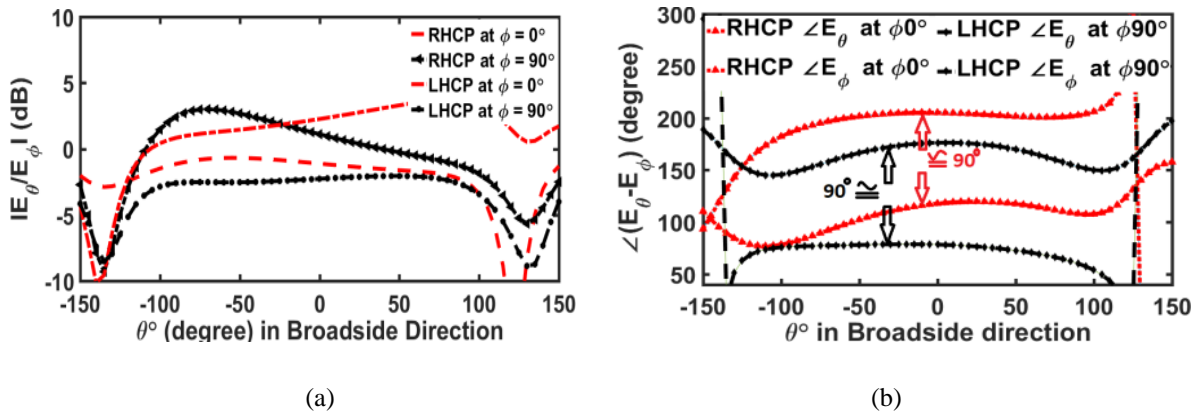 (a)
10
5
0
-5
10
|E_θ/E_ϕ| (dB)
RHCP at ϕ = 0°
RHCP at ϕ = 90°
LHCP at ϕ = 0°
LHCP at ϕ = 90°
-150 -100 -50 0 50 100 150
θ° (degree) in Broadside Direction
(b)
300
250
200
150
100
50
∠(E_θ-E_ϕ) (degree)
RHCP ∠E_θ at ϕ0° LHCP ∠E_θ at ϕ90°
RHCP ∠E_ϕ at ϕ0° LHCP ∠E_ϕ at ϕ90°
≌ 90°
90° ≌
-150 -100 -50 0 50 100 150
θ° in Broadside direction
(a) (b)